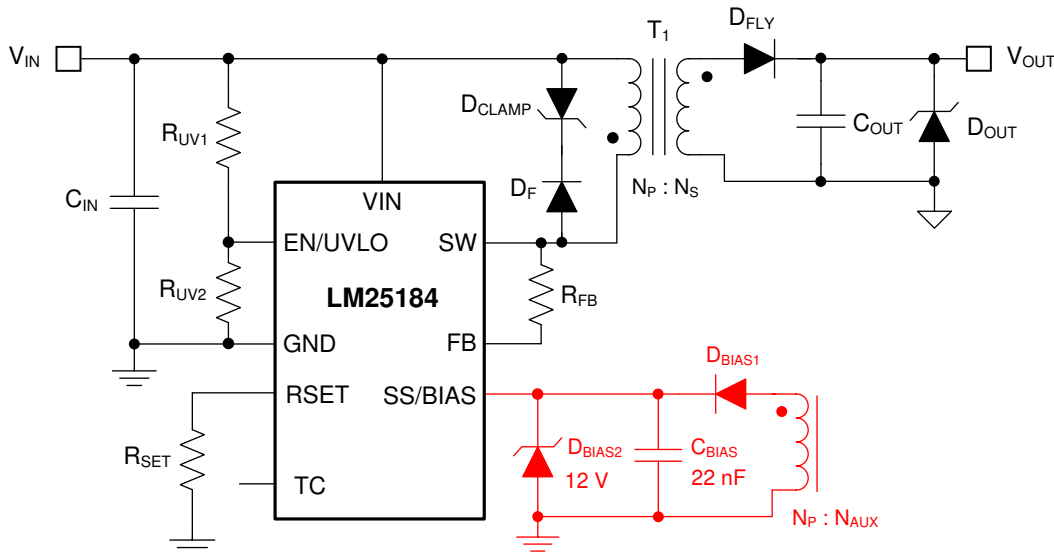 T1
DFLY
VIN
VOUT
DCLAMP
RUV1
COUT
DOUT
CIN
DF
NP : NS
VIN
EN/UVLO
SW
RUV2
LM25184
RFB
GND
FB
DBIAS1
RSET
SS/BIAS
RSET
DBIAS2
12 V
CBIAS
22 nF
TC
NP : NAUX